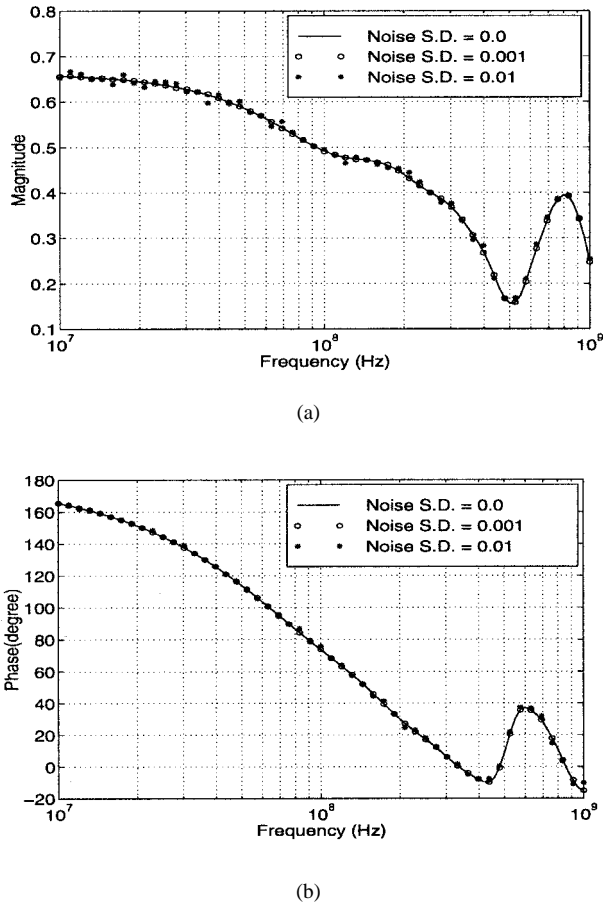 0.8
0.7
0.6
0.5
0.4
0.3
0.2
0.1
Magnitude
Noise S.D. = 0.0
Noise S.D. = 0.001
Noise S.D. = 0.01
10^7
10^8
10^9
Frequency (Hz)
(a)
180
160
140
120
100
80
60
40
20
0
−20
Phase(degree)
Noise S.D. = 0.0
Noise S.D. = 0.001
Noise S.D. = 0.01
10^7
10^8
10^9
Frequency (Hz)
(b)